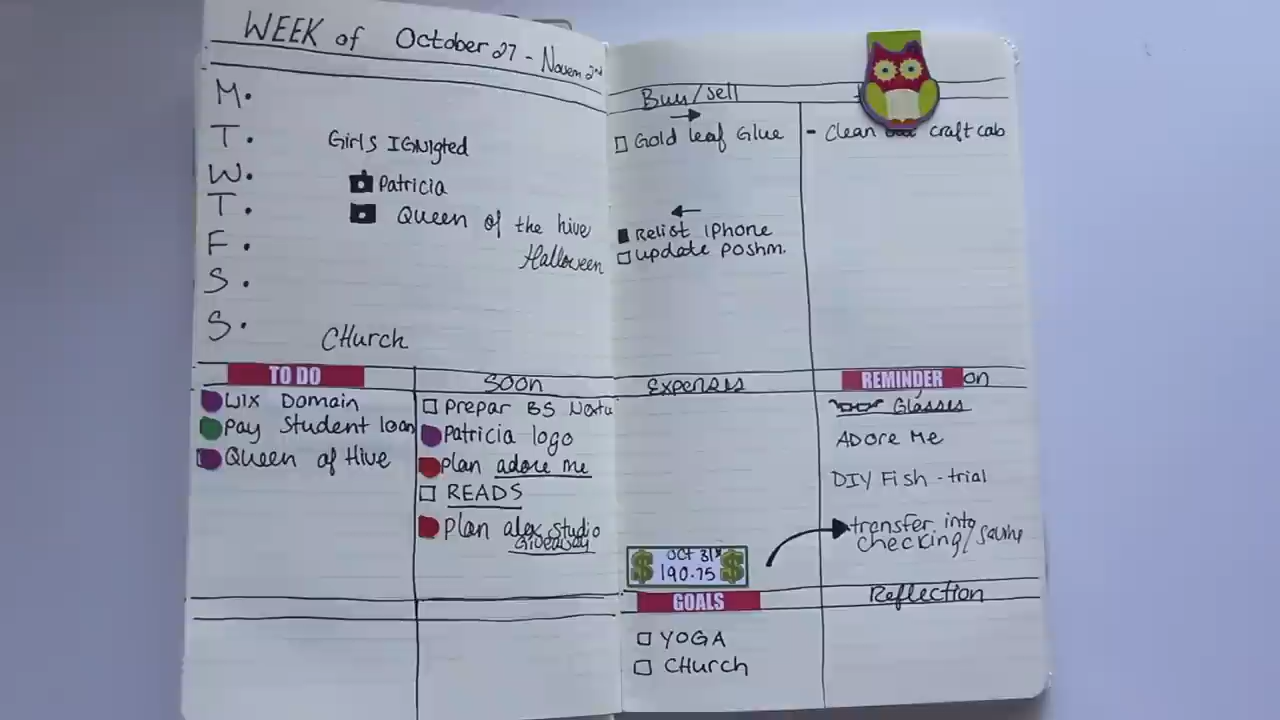 WEEK of October 27 - Novem 2nd
M.
T. Girls IGNIgted
W. Patricia
T. Queen of the hive
F. Halloween
S.
S. CHurch
TO DO
WIX Domain
Pay Student loan
Queen of Hive
SOON
Prepar BS
Patricia logo
plan adore me
READS
plan alex studio
Giveaway
Buy/sell
Gold leaf Glue
Relist IPhone
update poshm.
- Clean craft cab
Expenses
OCT 31st
$ 190.75 $
REMINDER on
Glasses
ADore Me
DIY Fish - trial
transfer into
checking/
GOALS
YOGA
CHurch
Reflection